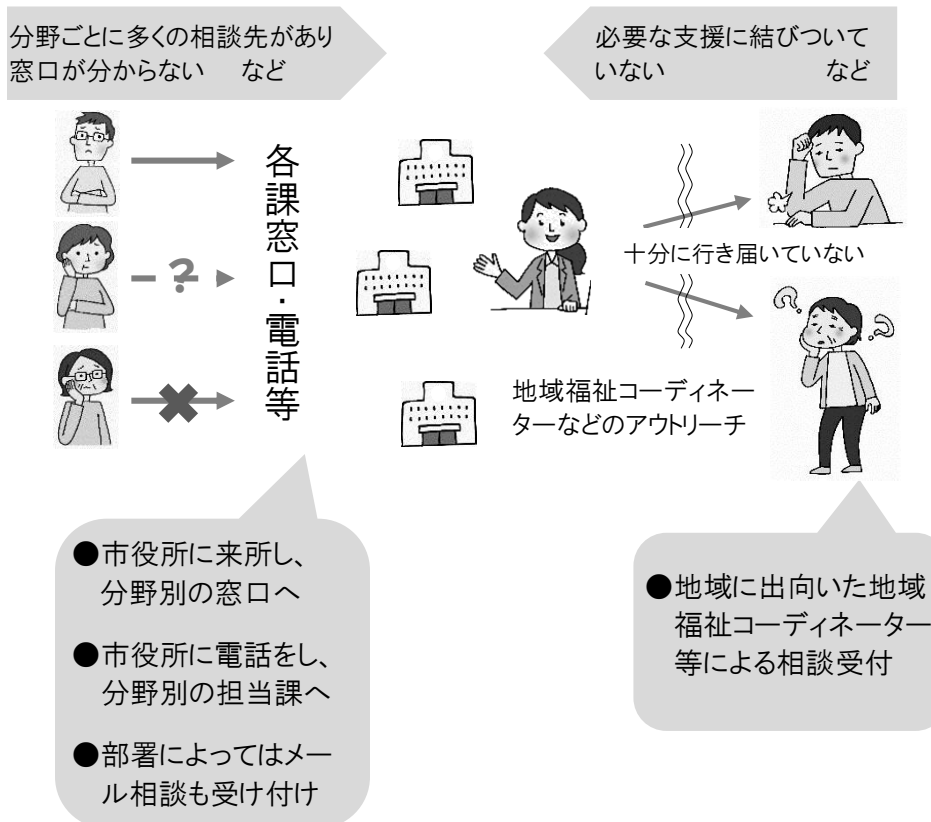 分野ごとに多くの相談先があり
窓口が分からない　など
必要な支援に結びついて
いない　など
各課窓口・電話等
?
十分に行き届いていない
地域福祉コーディネー
ターなどのアウトリーチ
?
?
●市役所に来所し、
分野別の窓口へ
●市役所に電話をし、
分野別の担当課へ
●部署によってはメー
ル相談も受け付け
●地域に出向いた地域
福祉コーディネーター
等による相談受付